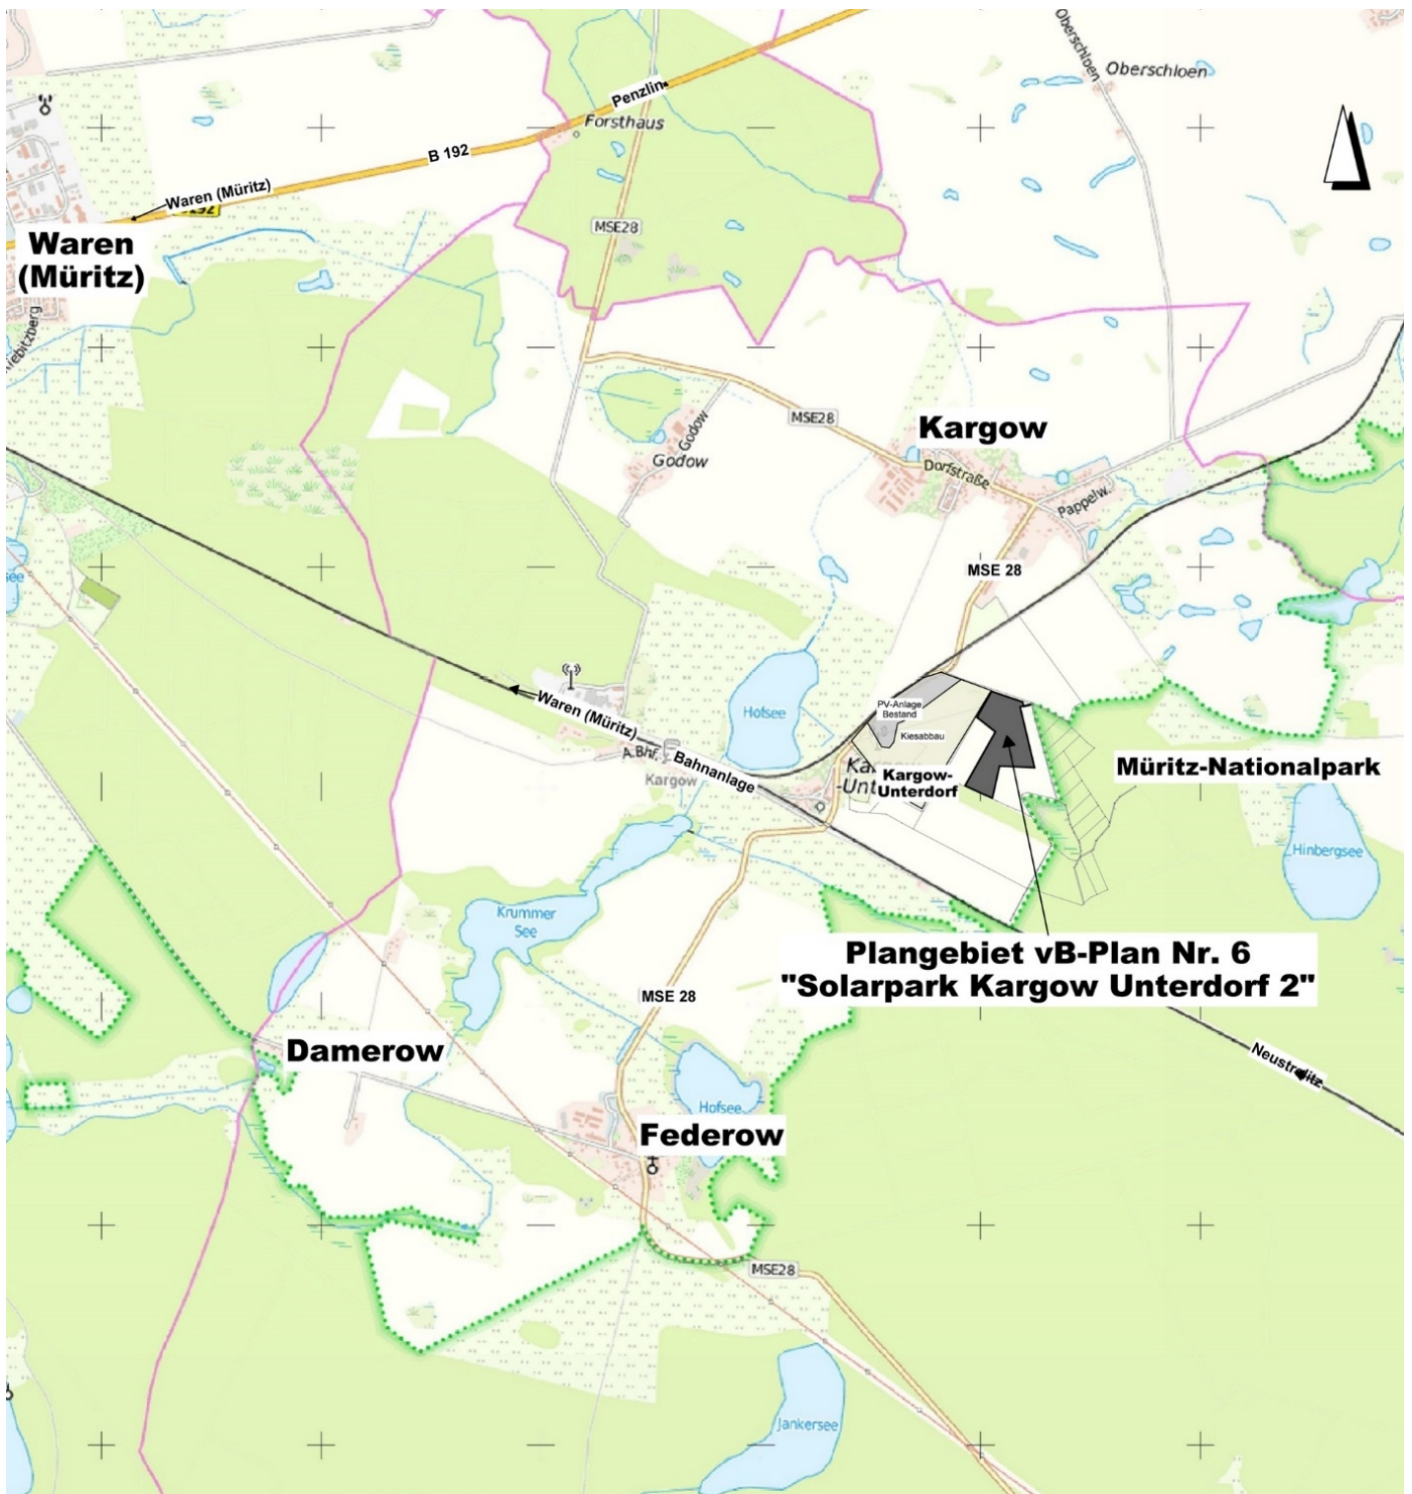 Oberschloen
Oberschloen
Penzlin
Forsthaus
B 192
Waren (Müritz)
MSE28
Waren
(Müritz)
MSE28
Kargow
Godow
Godow
Dorfstraße
Pappelw.
MSE 28
Waren (Müritz)
Hofsee
PV-Anlage
Bestand
Kiesabbau
A.Bhf.
Kargow
Bahnanlage
Kargow-
Unterdorf
Müritz-Nationalpark
Hinbergsee
Krummer
See
Plangebiet vB-Plan Nr. 6
"Solarpark Kargow Unterdorf 2"
MSE 28
Damerow
Neustrelitz
Hofsee
Federow
MSE28
Jankersee